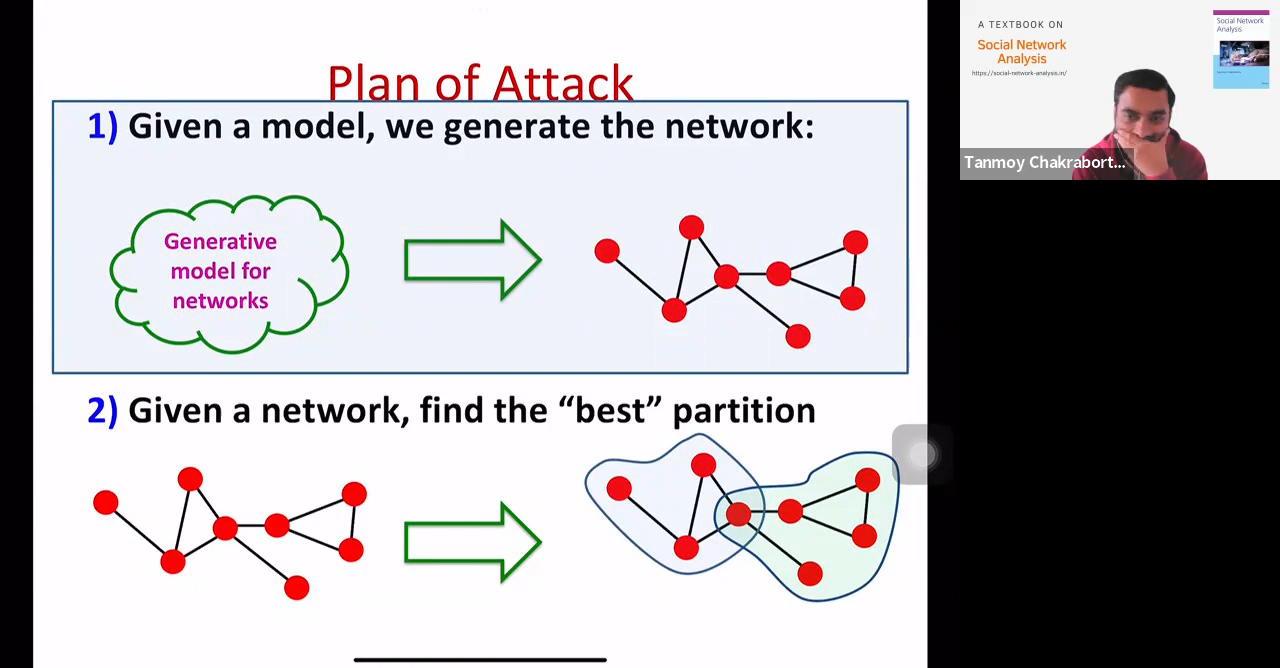 Plan of Attack
1) Given a model, we generate the network:
Generative
model for
networks
2) Given a network, find the “best” partition
A TEXTBOOK ON
Social Network
Analysis
https://social-network-analysis.in/
Social Network
Analysis
Tanmoy Chakrabort...